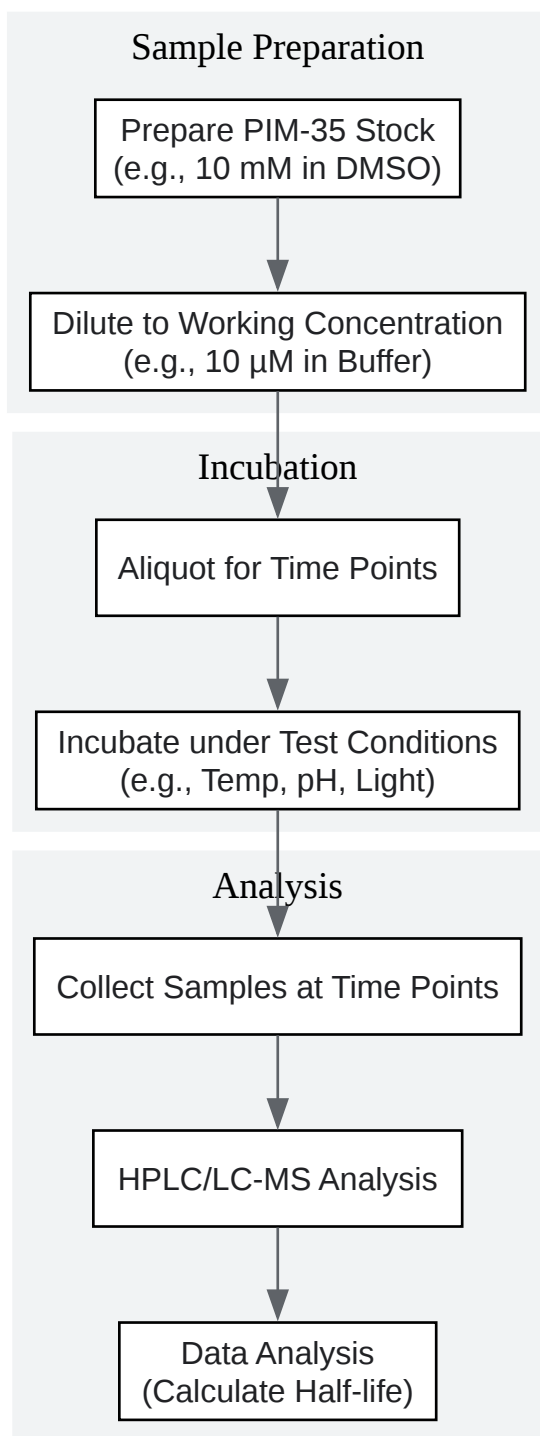 Sample Preparation
Prepare PIM-35 Stock
(e.g., 10 mM in DMSO)
Dilute to Working Concentration
(e.g., 10 µM in Buffer)
Incubation
Aliquot for Time Points
Incubate under Test Conditions
(e.g., Temp, pH, Light)
Analysis
Collect Samples at Time Points
HPLC/LC-MS Analysis
Data Analysis
(Calculate Half-life)